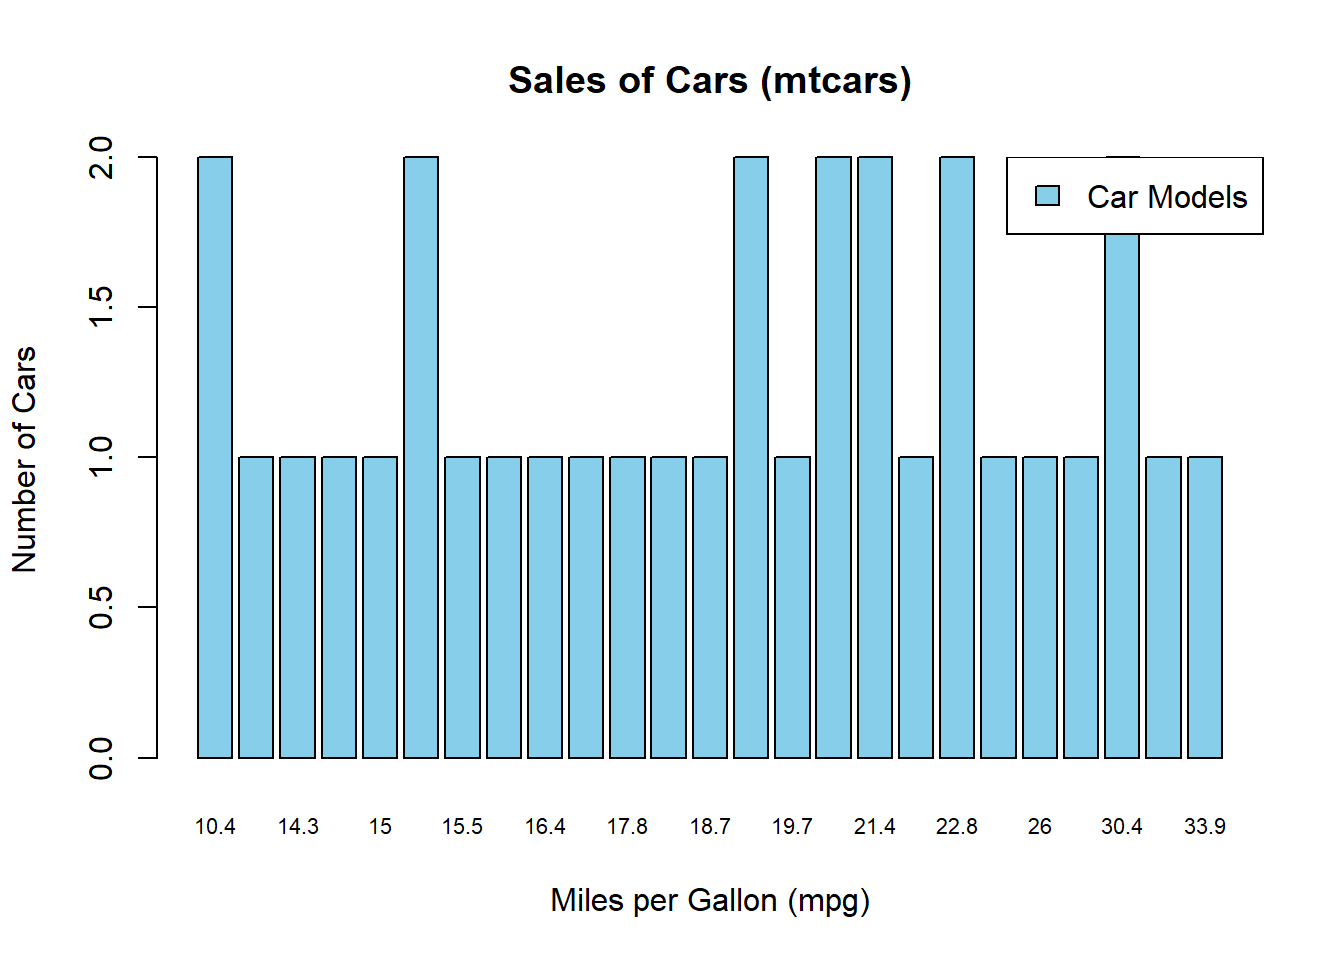 Sales of Cars (mtcars)
Car Models
Number of Cars
2.0
1.5
1.0
0.5
0.0
10.4 14.3 15 15.5 16.4 17.8 18.7 19.7 21.4 22.8 26 30.4 33.9
Miles per Gallon (mpg)